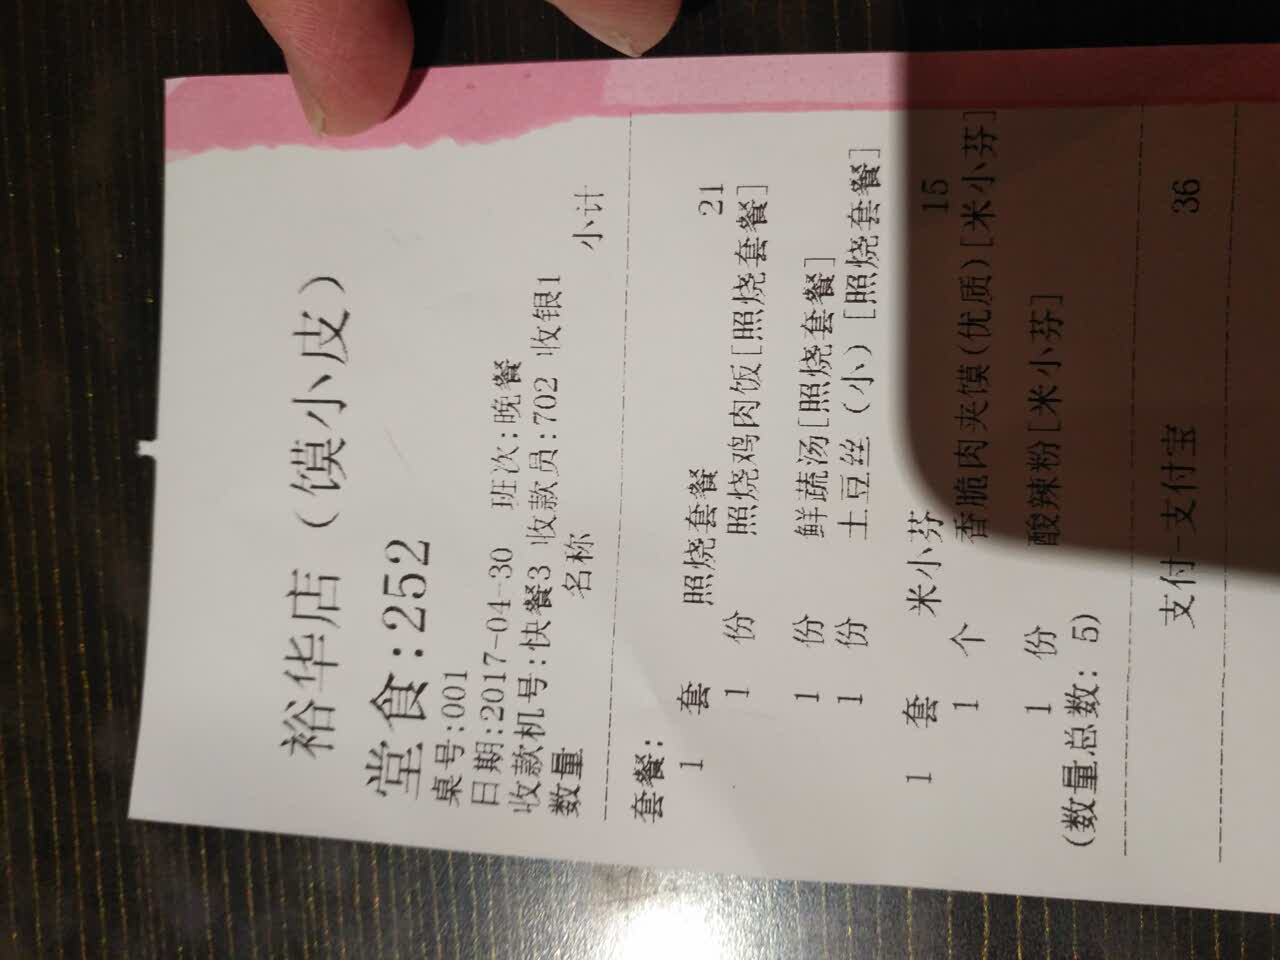 裕华店（馍小皮）
堂食:252
桌号:001
日期:2017-04-30 班次:晚餐
收款机号:快餐3 收款员:702 收银1
数量 名称 小计
套餐:
1 套 照烧套餐 21
1 份 照烧鸡肉饭[照烧套餐]
1 份 鲜蔬汤[照烧套餐]
1 份 土豆丝（小）[照烧套餐]
1 套 米小芬 15
1 个 香脆肉夹馍(优质)[米小芬]
1 份 酸辣粉[米小芬]
(数量总数: 5)
支付-支付宝 36